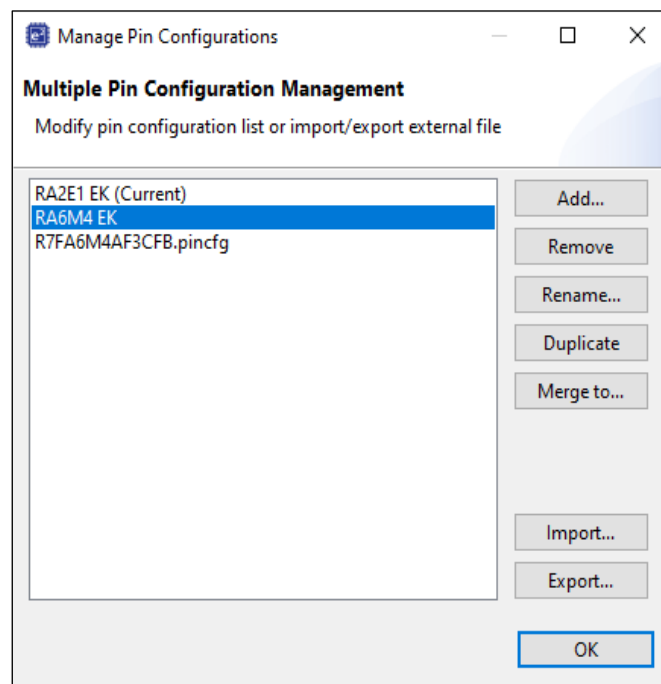 Manage Pin Configurations
Multiple Pin Configuration Management
Modify pin configuration list or import/export external file
RA2E1 EK (Current)
RA6M4 EK
R7FA6M4AF3CFB.pincfg
Add...
Remove
Rename...
Duplicate
Merge to...
Import...
Export...
OK